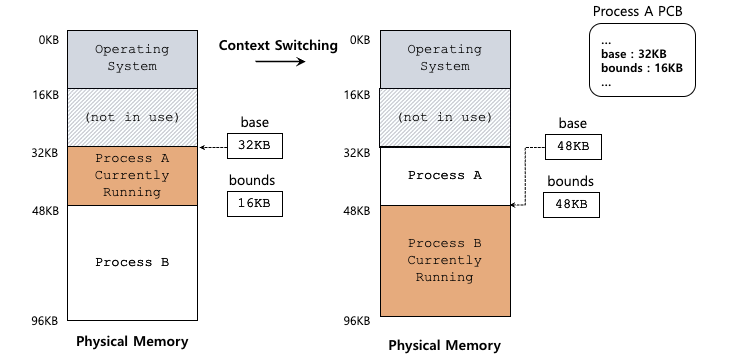 Process A PCB
...
base : 32KB
bounds : 16KB
...
Context Switching
0KB
Operating
System
16KB
(not in use)
32KB
Process A
Currently
Running
48KB
Process B
96KB
Physical Memory
base
32KB
bounds
16KB
0KB
Operating
System
16KB
(not in use)
32KB
Process A
48KB
Process B
Currently
Running
96KB
Physical Memory
base
48KB
bounds
48KB